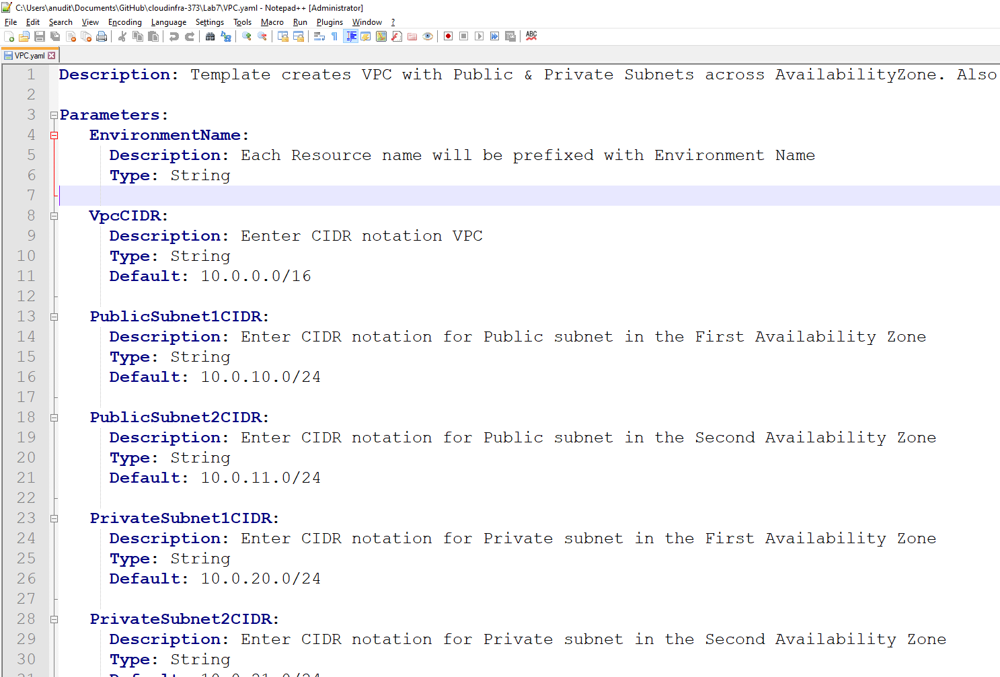 C:\Users\anudit\Documents\GitHub\cloudinfra-373\Lab7\VPC.yaml - Notepad++ [Administrator]
File Edit Search View Encoding Language Settings Tools Macro Run Plugins Window ?
ABC
VPC.yaml
1 Description: Template creates VPC with Public & Private Subnets across AvailabilityZone. Also
2
3 Parameters:
4 EnvironmentName:
5 Description: Each Resource name will be prefixed with Environment Name
6 Type: String
7
8 VpcCIDR:
9 Description: Eenter CIDR notation VPC
10 Type: String
11 Default: 10.0.0.0/16
12
13 PublicSubnet1CIDR:
14 Description: Enter CIDR notation for Public subnet in the First Availability Zone
15 Type: String
16 Default: 10.0.10.0/24
17
18 PublicSubnet2CIDR:
19 Description: Enter CIDR notation for Public subnet in the Second Availability Zone
20 Type: String
21 Default: 10.0.11.0/24
22
23 PrivateSubnet1CIDR:
24 Description: Enter CIDR notation for Private subnet in the First Availability Zone
25 Type: String
26 Default: 10.0.20.0/24
27
28 PrivateSubnet2CIDR:
29 Description: Enter CIDR notation for Private subnet in the Second Availability Zone
30 Type: String
31 Default: 10.0.21.0/24